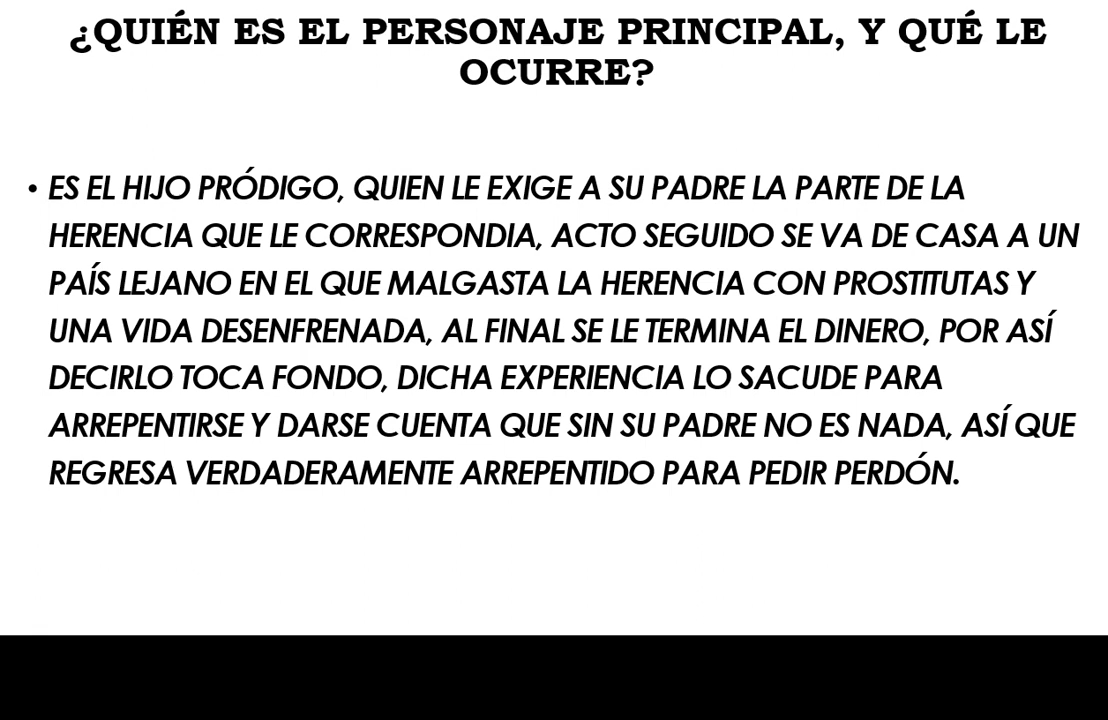 ¿QUIÉN ES EL PERSONAJE PRINCIPAL, Y QUÉ LE
OCURRE?
• ES EL HIJO PRÓDIGO, QUIEN LE EXIGE A SU PADRE LA PARTE DE LA
HERENCIA QUE LE CORRESPONDIA, ACTO SEGUIDO SE VA DE CASA A UN
PAÍS LEJANO EN EL QUE MALGASTA LA HERENCIA CON PROSTITUTAS Y
UNA VIDA DESENFRENADA, AL FINAL SE LE TERMINA EL DINERO, POR ASÍ
DECIRLO TOCA FONDO, DICHA EXPERIENCIA LO SACUDE PARA
ARREPENTIRSE Y DARSE CUENTA QUE SIN SU PADRE NO ES NADA, ASÍ QUE
REGRESA VERDADERAMENTE ARREPENTIDO PARA PEDIR PERDÓN.